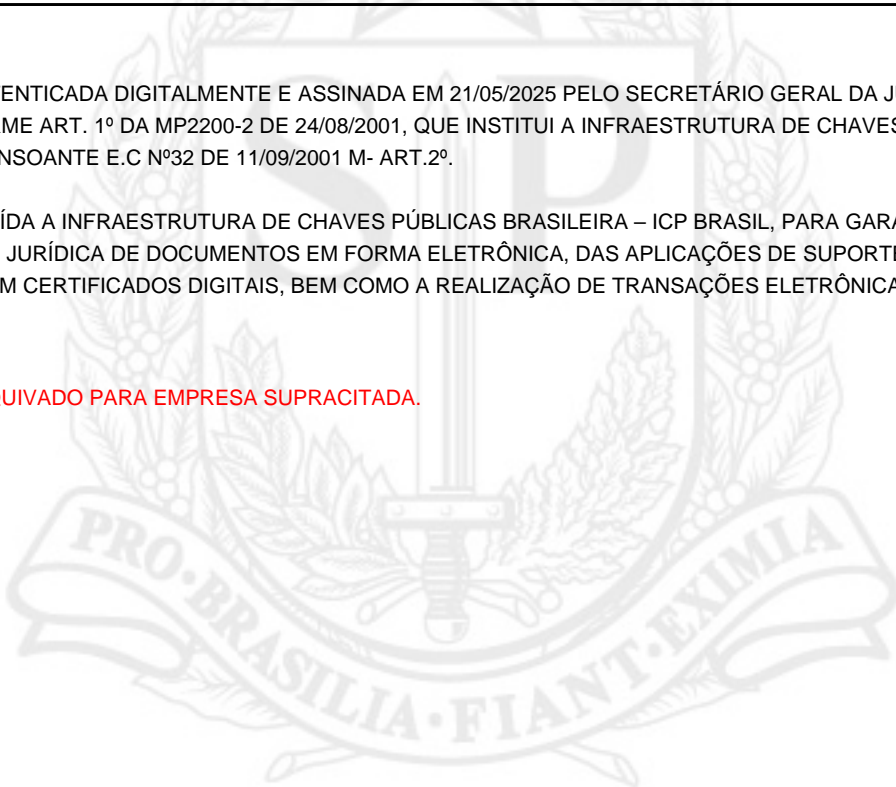 ENTICADA DIGITALMENTE E ASSINADA EM 21/05/2025 PELO SECRETÁRIO GERAL DA J
ME ART. 1º DA MP2200-2 DE 24/08/2001, QUE INSTITUI A INFRAESTRUTURA DE CHAVES
NSOANTE E.C Nº32 DE 11/09/2001 M- ART.2º.
ÍDA A INFRAESTRUTURA DE CHAVES PÚBLICAS BRASILEIRA – ICP BRASIL, PARA GARA
JURÍDICA DE DOCUMENTOS EM FORMA ELETRÔNICA, DAS APLICAÇÕES DE SUPORTE
M CERTIFICADOS DIGITAIS, BEM COMO A REALIZAÇÃO DE TRANSAÇÕES ELETRÔNICA
UIVADO PARA EMPRESA SUPRACITADA.
SP
PRO·BRASILIA·FIANT·EXIMIA